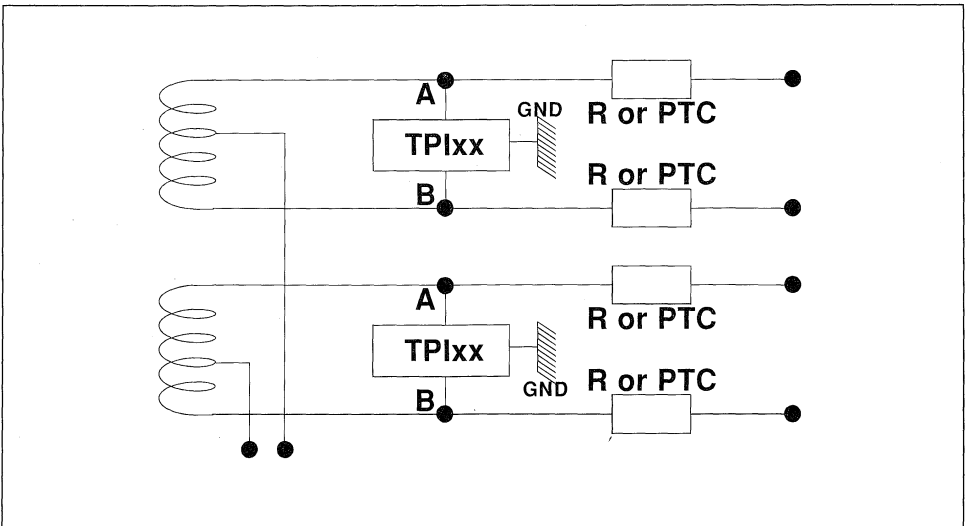 A
GND
R or PTC
TPIxx
R or PTC
B
A
R or PTC
TPIxx
GND
R or PTC
B